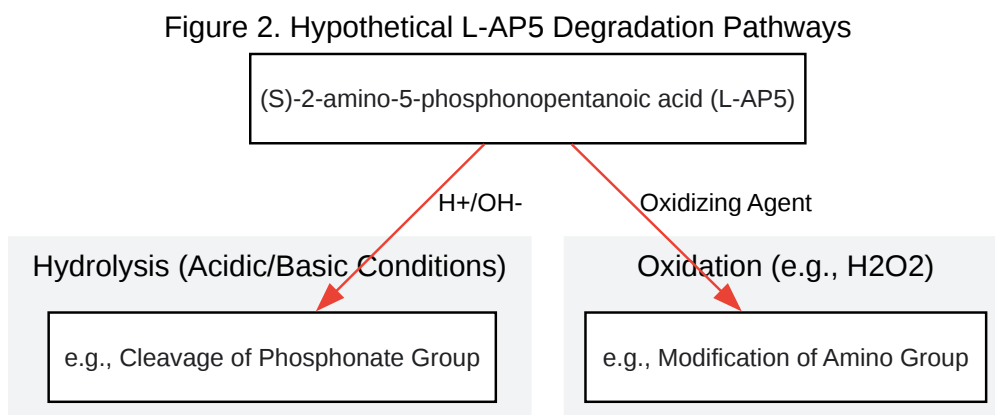 Figure 2. Hypothetical L-AP5 Degradation Pathways
(S)-2-amino-5-phosphonopentanoic acid (L-AP5)
H+/OH-
Oxidizing Agent
Hydrolysis (Acidic/Basic Conditions)
Oxidation (e.g., H2O2)
e.g., Cleavage of Phosphonate Group
e.g., Modification of Amino Group